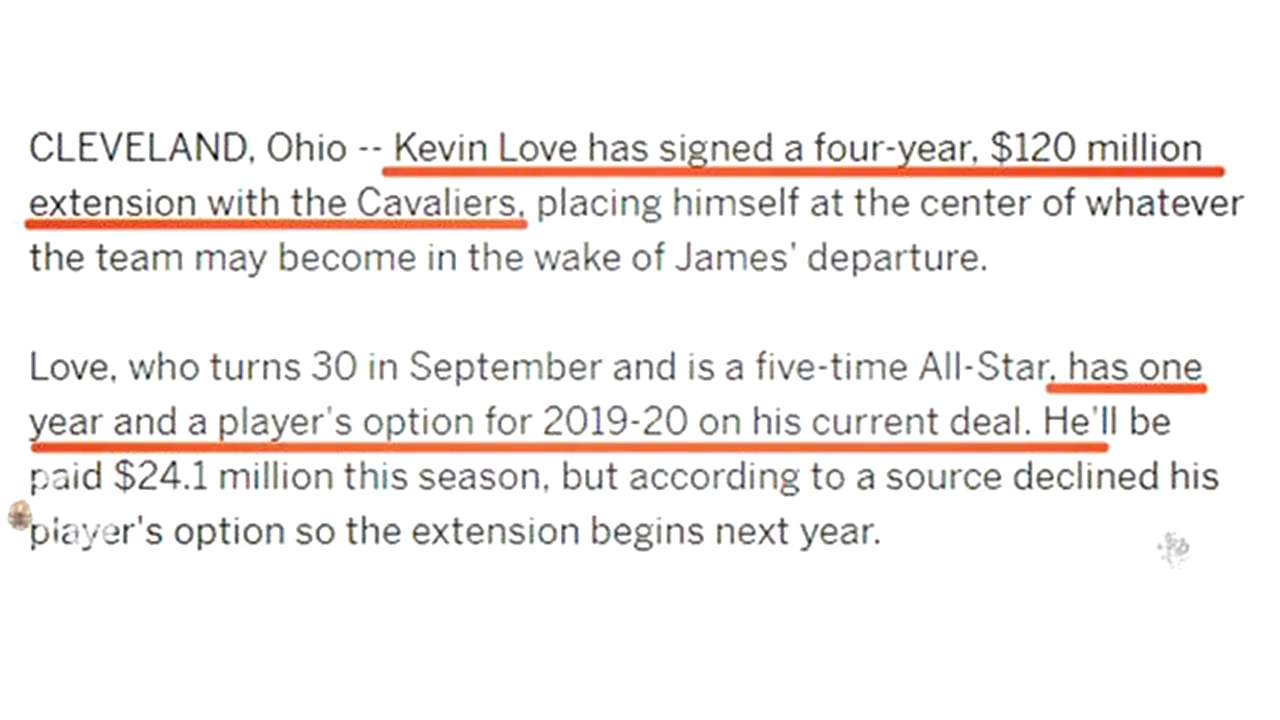 CLEVELAND, Ohio -- Kevin Love has signed a four-year, $120 million
extension with the Cavaliers, placing himself at the center of whatever
the team may become in the wake of James' departure.
Love, who turns 30 in September and is a five-time All-Star, has one
year and a player's option for 2019-20 on his current deal. He'll be
paid $24.1 million this season, but according to a source declined his
player's option so the extension begins next year.